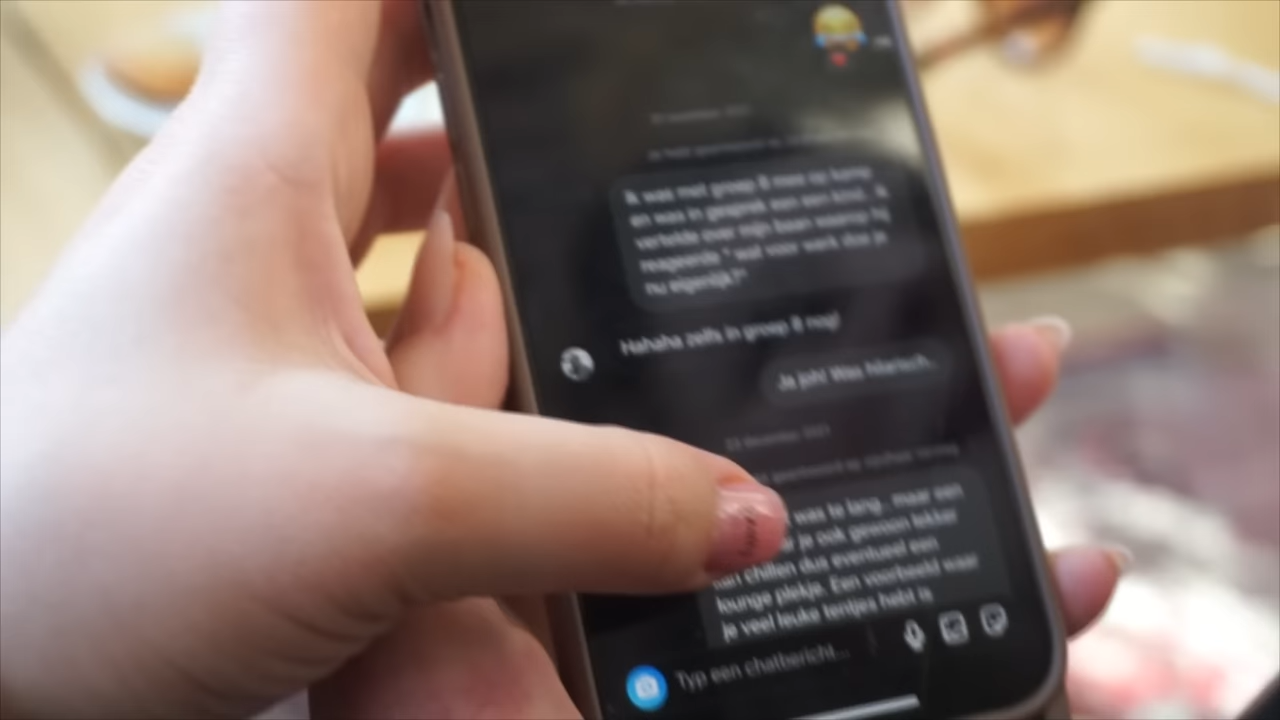 Ik was met groep 8 mee op kamp
en was in gesprek met een kind.. Ik
vertelde over mijn baan waarop hij
reageerde " wat voor werk doe je
nu eigenlijk?"
Hahaha zelfs in groep 8 nog!
Ja joh! Was hilarisch..
was te lang.. maar een
je ook gewoon lekker
chillen dus eventueel een
lounge plekje. Een voorbeeld waar
je veel leuke tentjes hebt is
Typ een chatbericht...